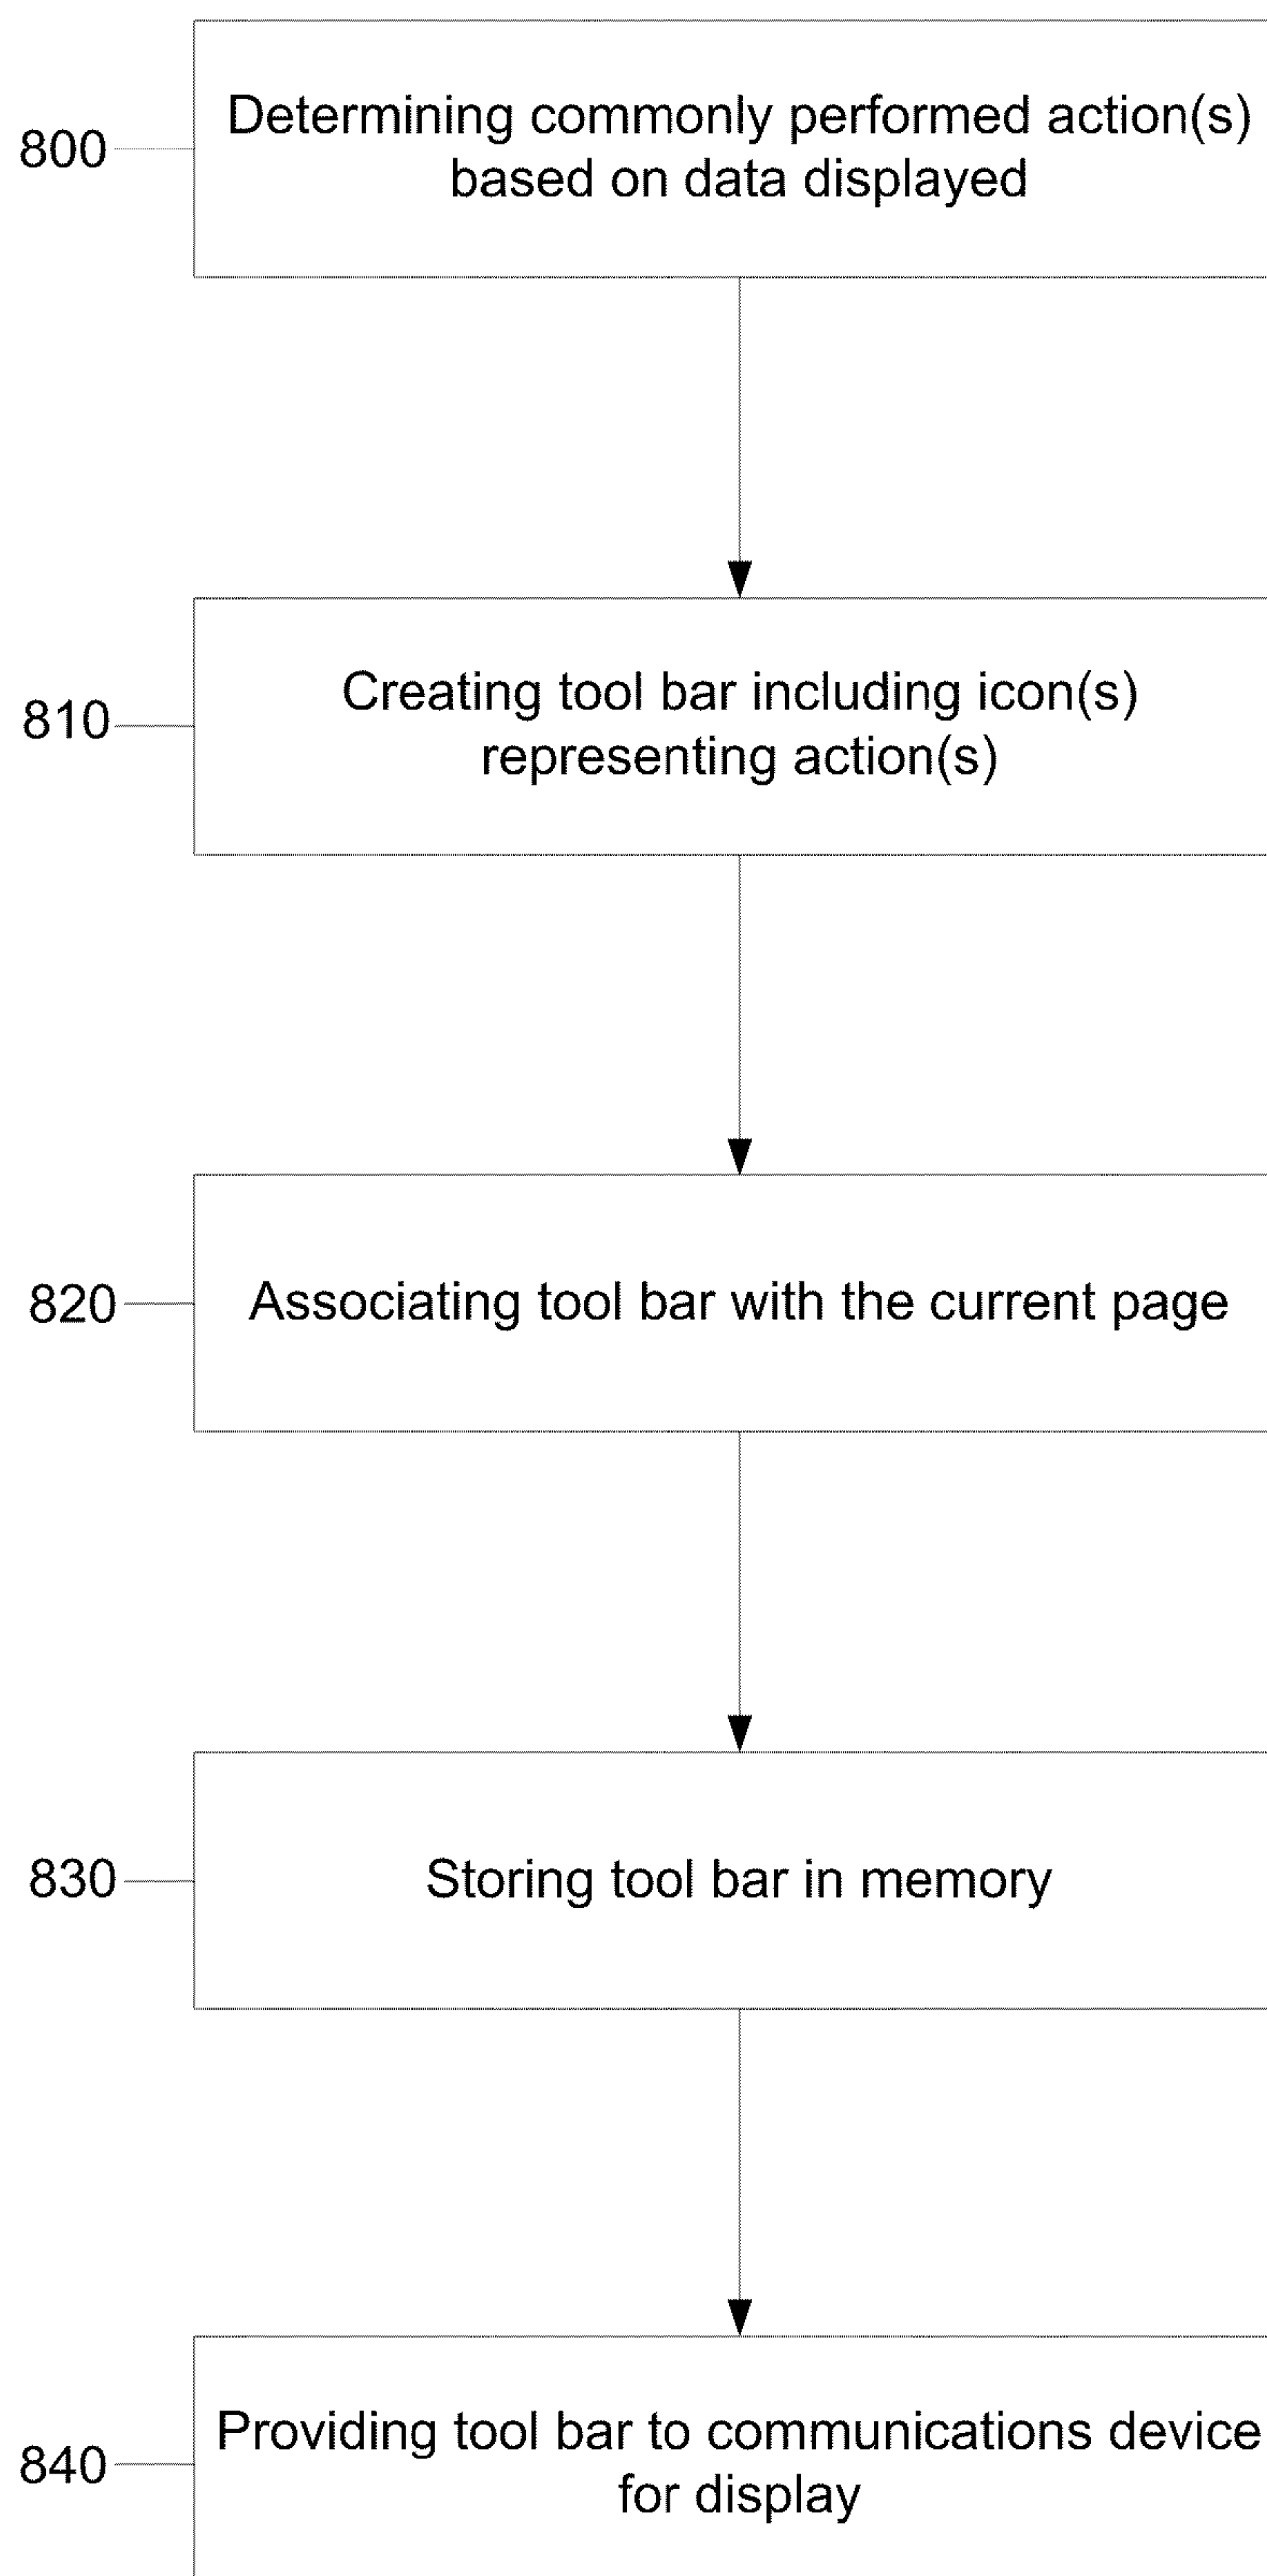 800
Determining commonly performed action(s)
based on data displayed
810
Creating tool bar including icon(s)
representing action(s)
820
Associating tool bar with the current page
830
Storing tool bar in memory
840
Providing tool bar to communications device
for display